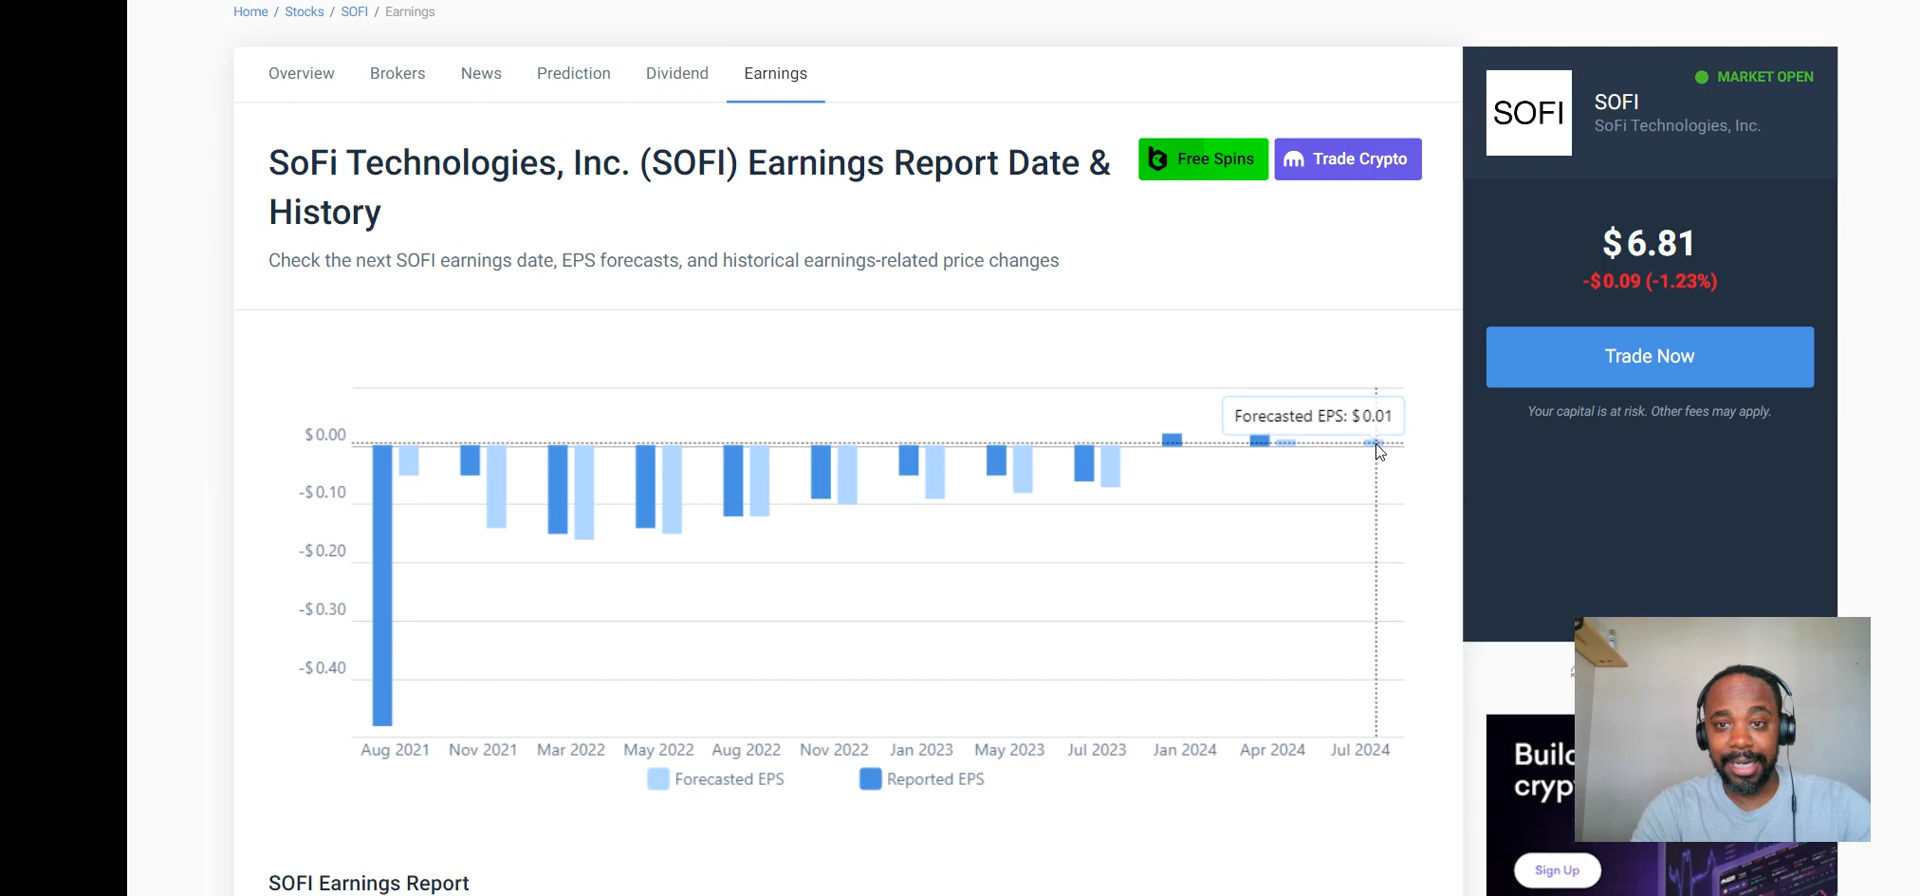 Home / Stocks / SOFI / Earnings
Overview Brokers News Prediction Dividend Earnings
SoFi Technologies, Inc. (SOFI) Earnings Report Date &
History
Free Spins Trade Crypto
Check the next SOFI earnings date, EPS forecasts, and historical earnings-related price changes
MARKET OPEN
SOFI
SOFI
SoFi Technologies, Inc.
$6.81
-$0.09 (-1.23%)
Trade Now
Your capital is at risk. Other fees may apply.
Forecasted EPS: $0.01
$0.00
-$0.10
-$0.20
-$0.30
-$0.40
Aug 2021 Nov 2021 Mar 2022 May 2022 Aug 2022 Nov 2022 Jan 2023 May 2023 Jul 2023 Jan 2024 Apr 2024 Jul 2024
Forecasted EPS Reported EPS
SOFI Earnings Report
Sign Up